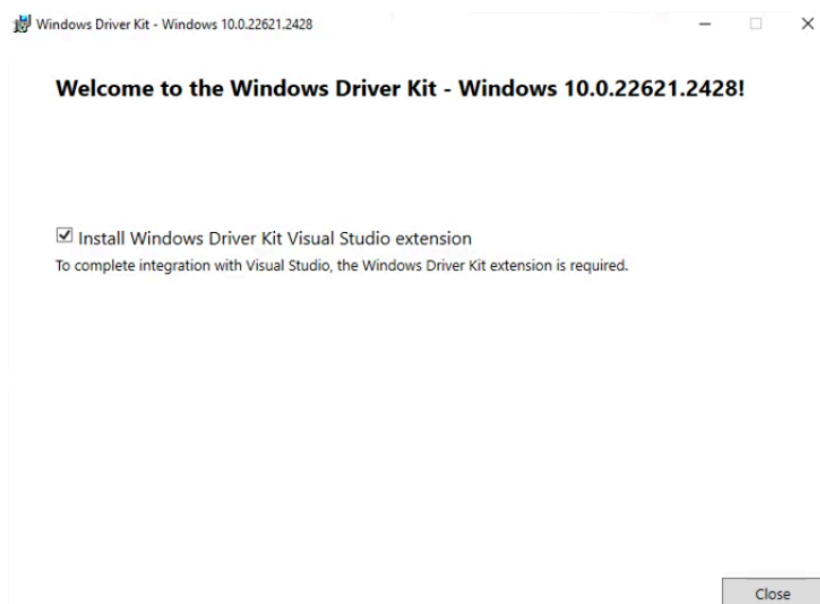 Windows Driver Kit - Windows 10.0.22621.2428
Welcome to the Windows Driver Kit - Windows 10.0.22621.2428!
Install Windows Driver Kit Visual Studio extension
To complete integration with Visual Studio, the Windows Driver Kit extension is required.
Close